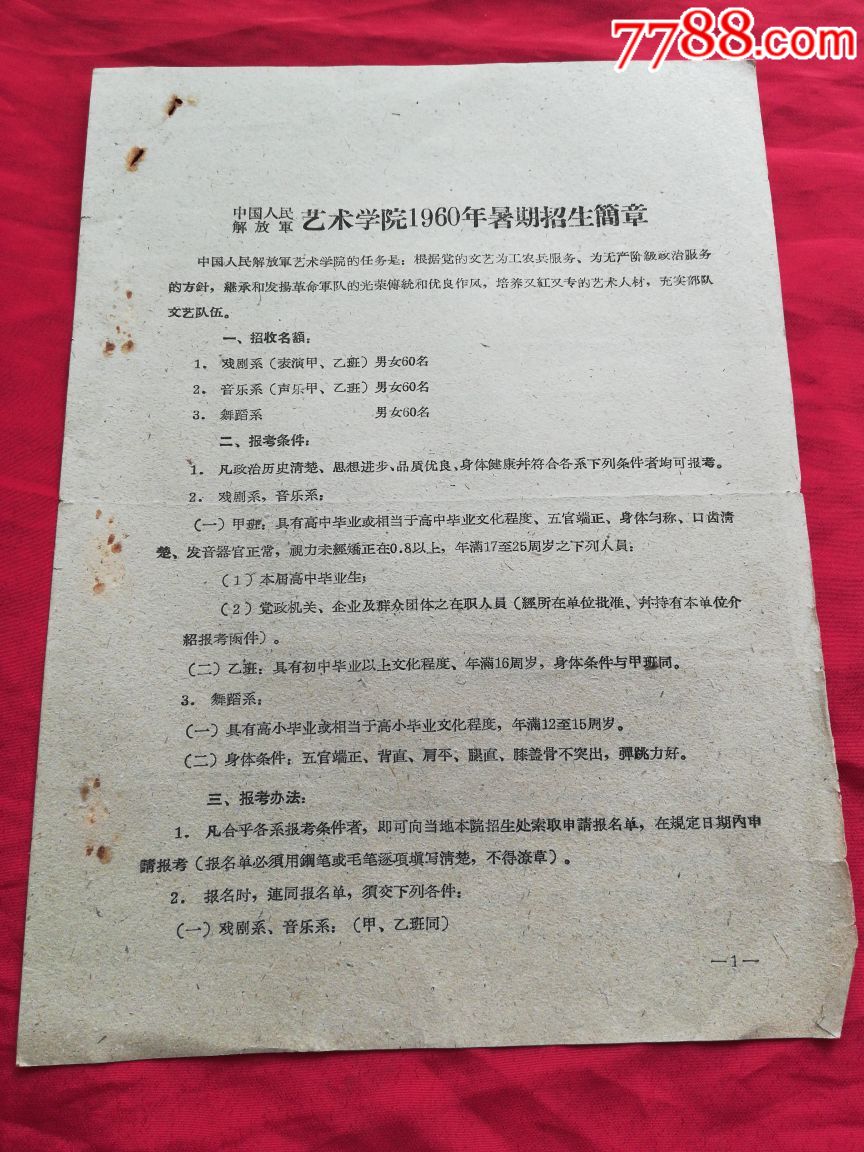 7788.com
中国人民
解放軍
艺术学院1960年暑期招生簡章
中国人民解放軍艺术学院的任务是：根据党的文艺为工农兵服务、为无产阶級政治服务
的方針，継承和发揚革命軍队的光荣傳統和优良作风，培养又紅又专的艺术人材，充实部队
文艺队伍。
一、招收名額：
1．戏剧系（表演甲、乙班）男女60名
2．音乐系（声乐甲、乙班）男女60名
3．舞蹈系 男女60名
二、报考条件：
1．凡政治历史清楚、思想进步、品質优良、身体健康并符合各系下列条件者均可报考。
2．戏剧系，音乐系：
（一）甲班：具有高中毕业或相当于高中毕业文化程度、五官端正、身体匀称、口齿清
楚、发音器官正常，視力未經矯正在0.8以上，年滿17至25周岁之下列人員：
（1）本届高中毕业生；
（2）党政机关、企业及群众团体之在职人員（經所在单位批准、幷持有本单位介
紹报考函件）。
（二）乙班：具有初中毕业以上文化程度、年滿16周岁，身体条件与甲班同。
3．舞蹈系：
（一）具有高小毕业或相当于高小毕业文化程度，年滿12至15周岁。
（二）身体条件：五官端正、背直、肩平、腿直、膝盖骨不突出，彈跳力好。
三、报考办法：
1．凡合乎各系报考条件者，即可向当地本院招生处索取申請报名单，在規定日期內申
請报考（报名单必須用鋼笔或毛笔逐項填写清楚，不得潦草）。
2．报名时，連同报名单，須交下列各件：
（一）戏剧系、音乐系：（甲、乙班同）
—1—